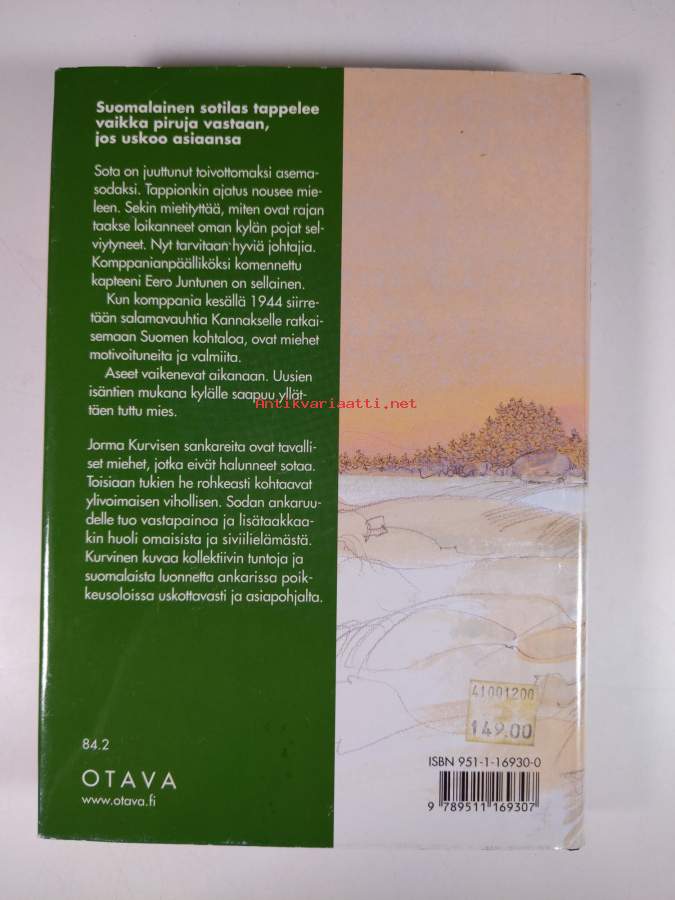 Suomalainen sotilas tappelee
vaikka piruja vastaan,
jos uskoo asiaansa
Sota on juuttunut toivottomaksi asema-
sodaksi. Tappionkin ajatus nousee mie-
leen. Sekin mietityttää, miten ovat rajan
taakse loikanneet oman kylän pojat sel-
viytyneet. Nyt tarvitaan hyviä johtajia.
Komppanianpäälliköksi komennettu
kapteeni Eero Juntunen on sellainen.
Kun komppania kesällä 1944 siirre-
tään salamavauhtia Kannakselle ratkai-
semaan Suomen kohtaloa, ovat miehet
motivoituneita ja valmiita.
Aseet vaikenevat aikanaan. Uusien
isäntien mukana kylälle saapuu yllät-
täen tuttu mies.
Antikvariaatti.net
Jorma Kurvisen sankareita ovat tavalli-
set miehet, jotka eivät halunneet sotaa.
Toisiaan tukien he rohkeasti kohtaavat
ylivoimaisen vihollisen. Sodan ankaruu-
delle tuo vastapainoa ja lisätaakkaa-
kin huoli omaisista ja siviilielämästä.
Kurvinen kuvaa kollektiivin tuntoja ja
suomalaista luonnetta ankarissa poik-
keusoloissa uskottavasti ja asiapohjalta.
84.2
OTAVA
www.otava.fi
41001200
149.00
ISBN 951-1-16930-0
9 789511 169307